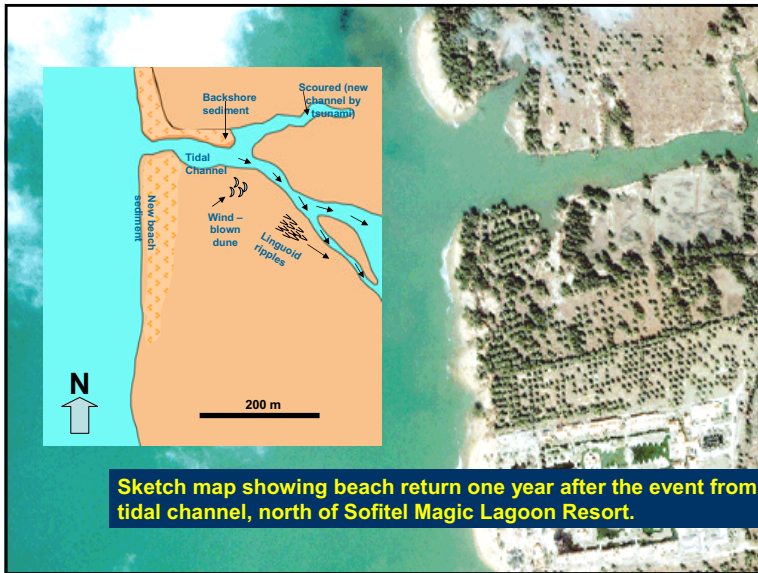 Backshore
sediment
Scoured (new
channel by
tsunami)
Tidal
Channel
New beach
sediment
Wind –
blown
dune
Linguoid
ripples
N
200 m
Sketch map showing beach return one year after the event from
tidal channel, north of Sofitel Magic Lagoon Resort.